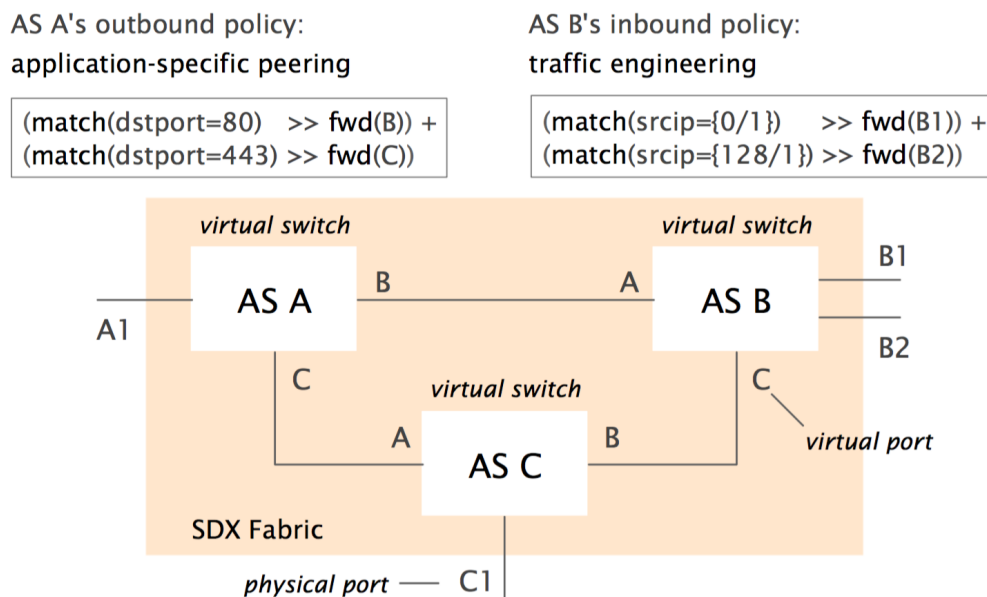 AS A's outbound policy:
application-specific peering
(match(dstport=80) >> fwd(B)) +
(match(dstport=443) >> fwd(C))
AS B's inbound policy:
traffic engineering
(match(srcip={0/1}) >> fwd(B1)) +
(match(srcip={128/1}) >> fwd(B2))
virtual switch
virtual switch
AS A
B
A
AS B
B1
A1
B2
C
virtual switch
C
A
AS C
B
virtual port
SDX Fabric
physical port
C1